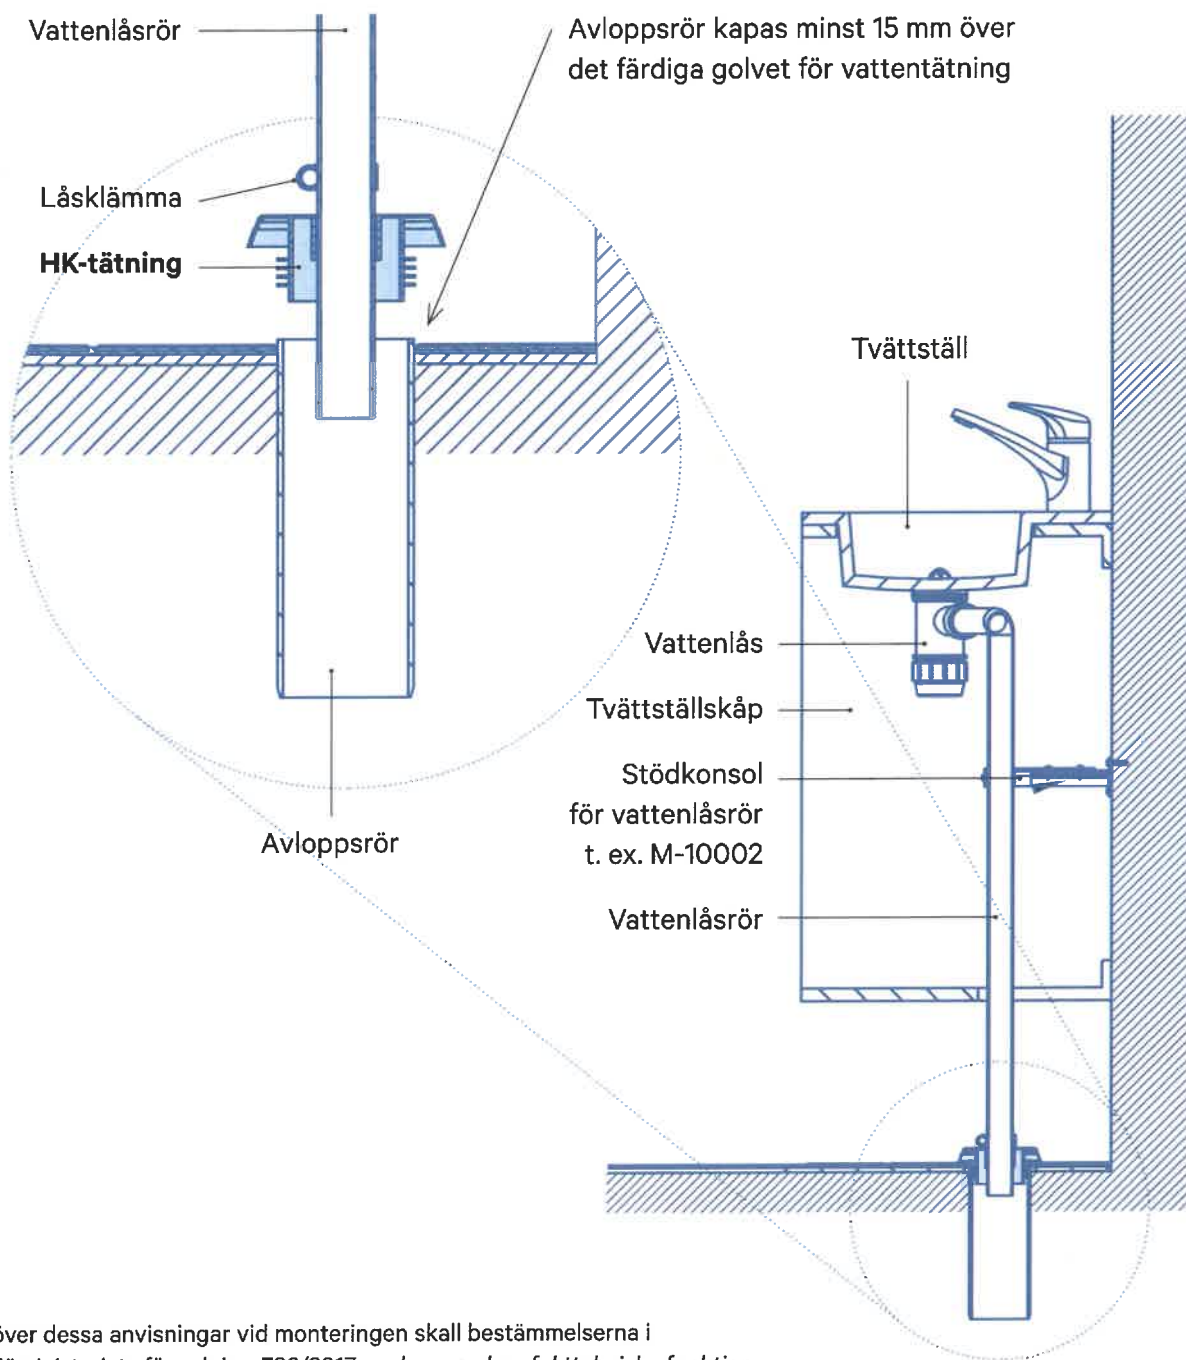 Vattenlåsrör
Avloppsrör kapas minst 15 mm över
det färdiga golvet för vattentätning
Låsklämma
HK-tätning
Tvättställ
Vattenlås
Tvättställskåp
Stödkonsol
för vattenlåsrör
t. ex. M-10002
Avloppsrör
Vattenlåsrör
över dessa anvisningar vid monteringen skall bestämmelserna i